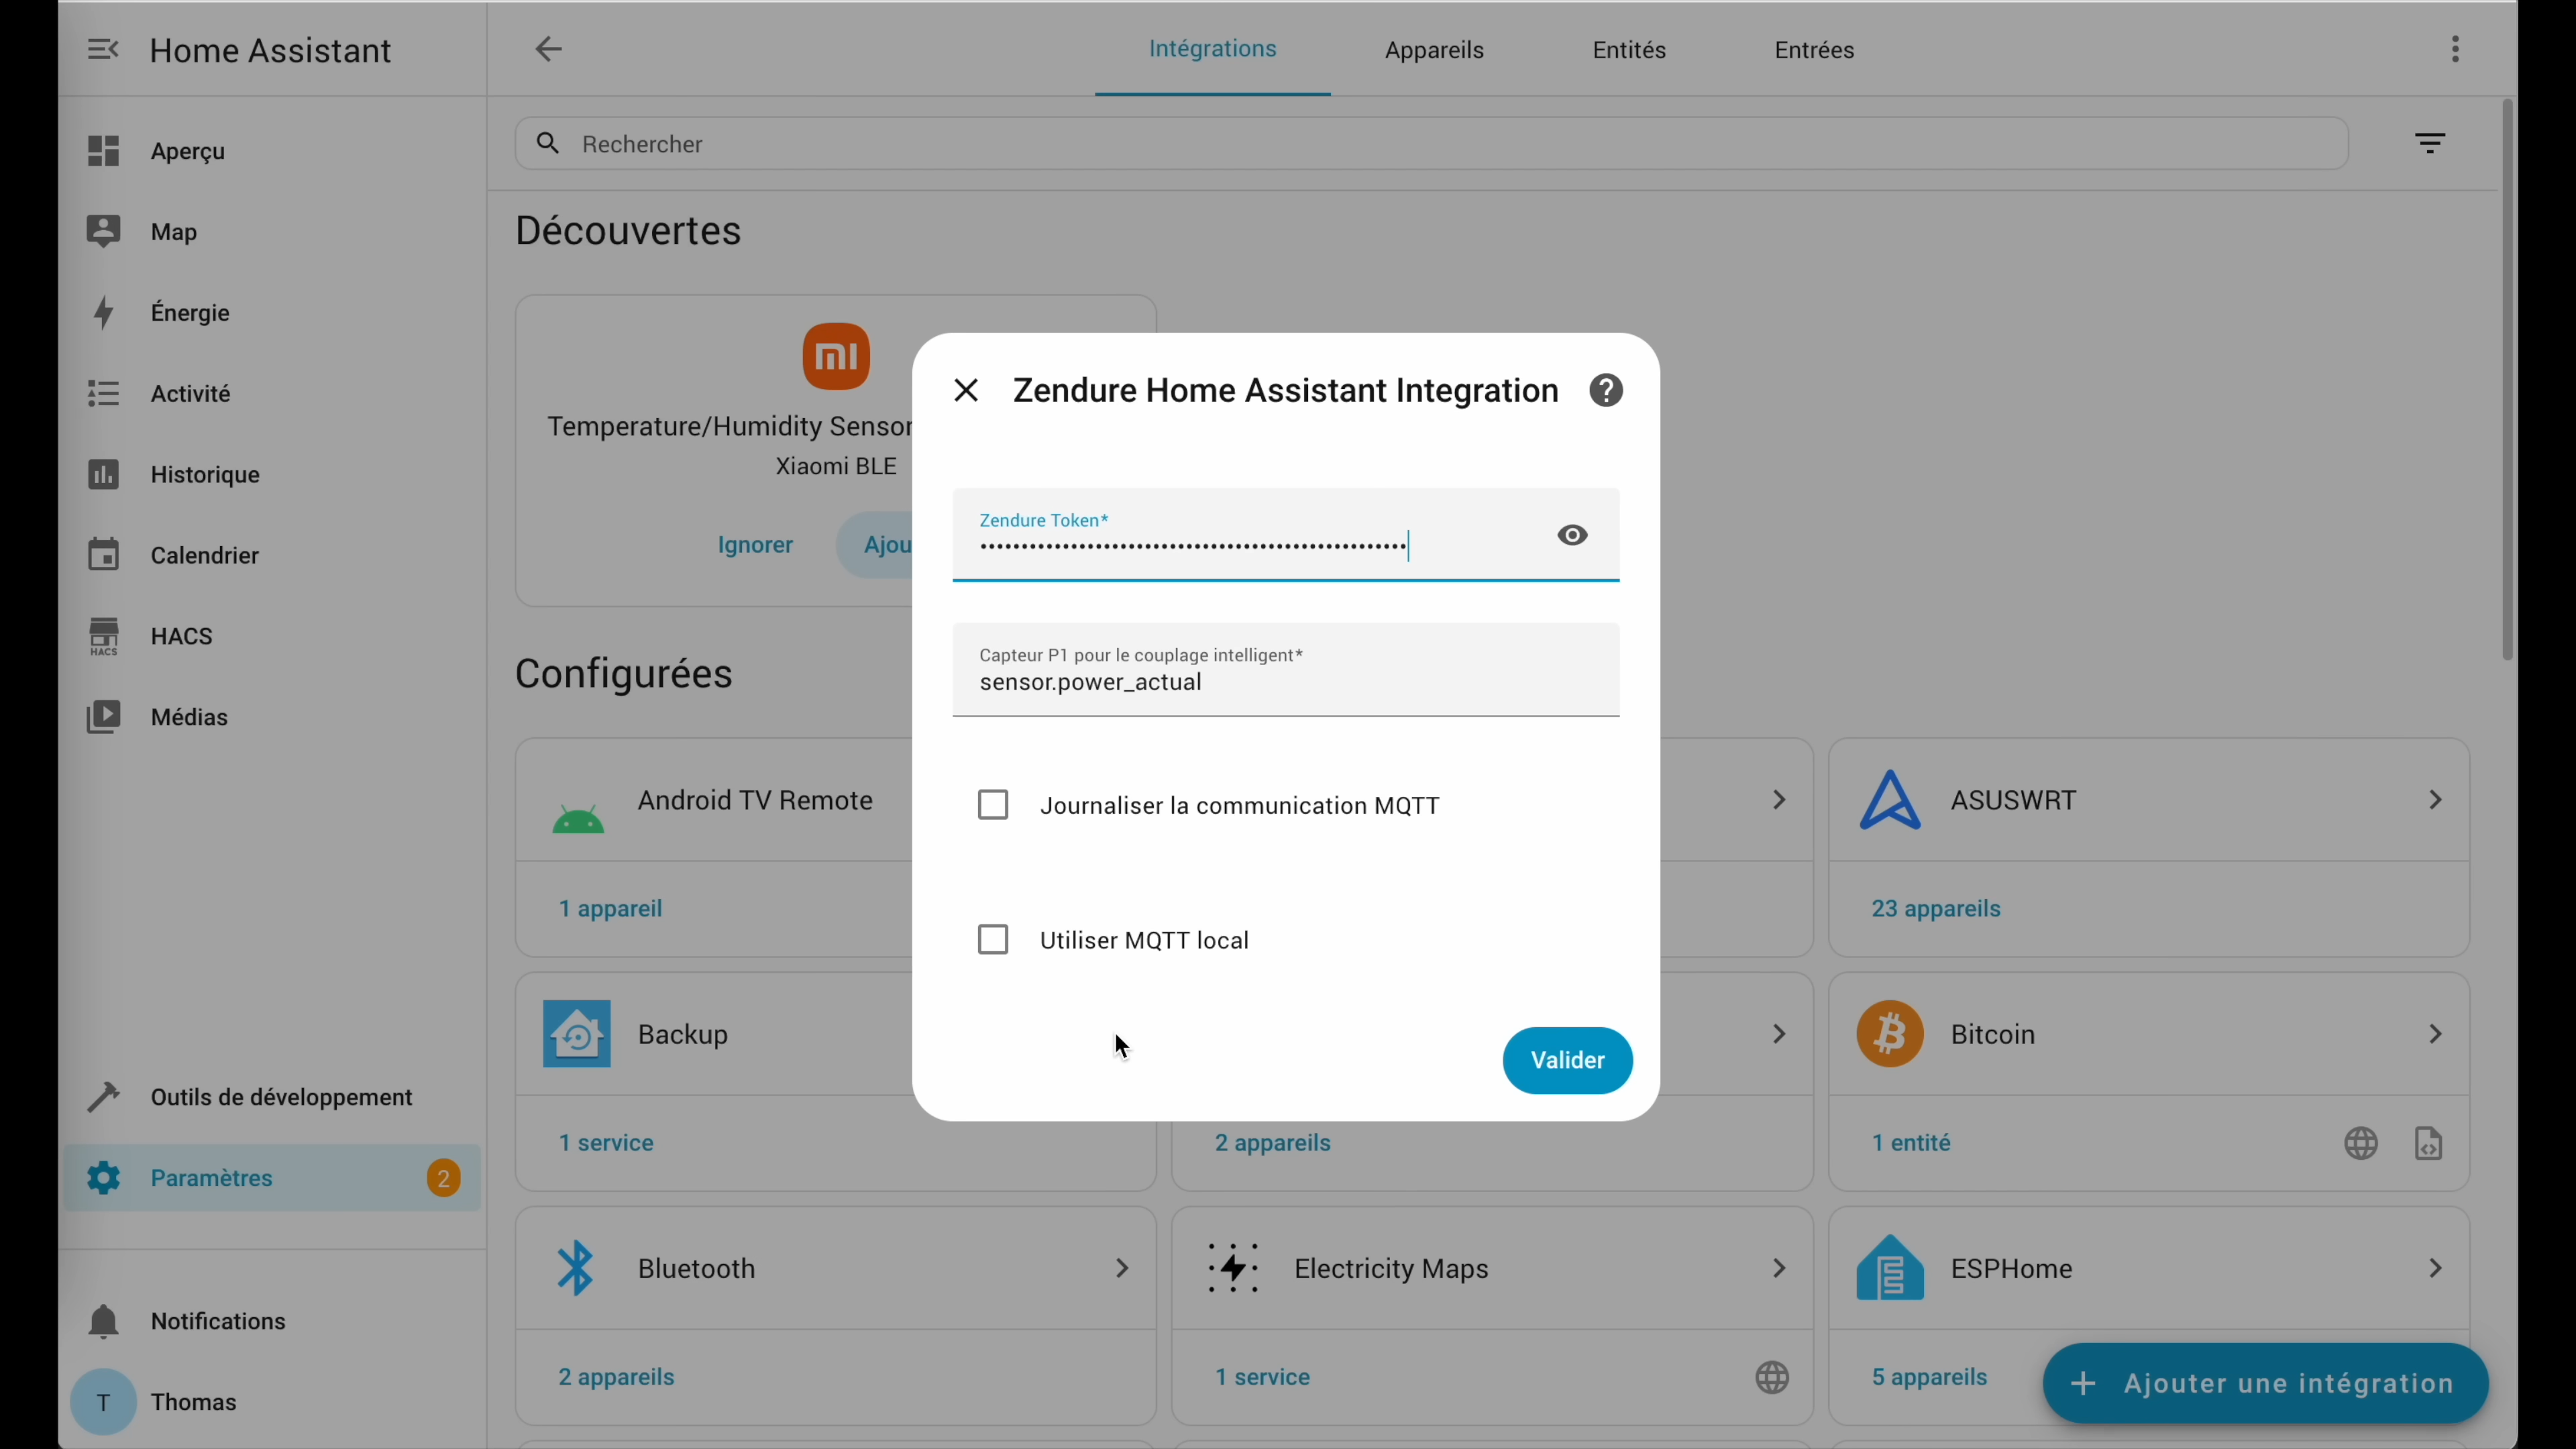 Home Assistant
Intégrations
Appareils
Entités
Entrées
Aperçu
Map
Énergie
Activité
Historique
Calendrier
HACS
HACS
Médias
Outils de développement
Paramètres
2
Notifications
T
Thomas
Rechercher
Découvertes
mi
Temperature/Humidity Sensor
Xiaomi BLE
Ignorer
Ajou
Configurées
Android TV Remote
1 appareil
ASUSWRT
23 appareils
Backup
1 service
2 appareils
Bitcoin
1 entité
Bluetooth
2 appareils
Electricity Maps
1 service
ESPHome
5 appareils
Ajouter une intégration
Zendure Home Assistant Integration
Zendure Token*
Capteur P1 pour le couplage intelligent*
sensor.power_actual
Journaliser la communication MQTT
Utiliser MQTT local
Valider